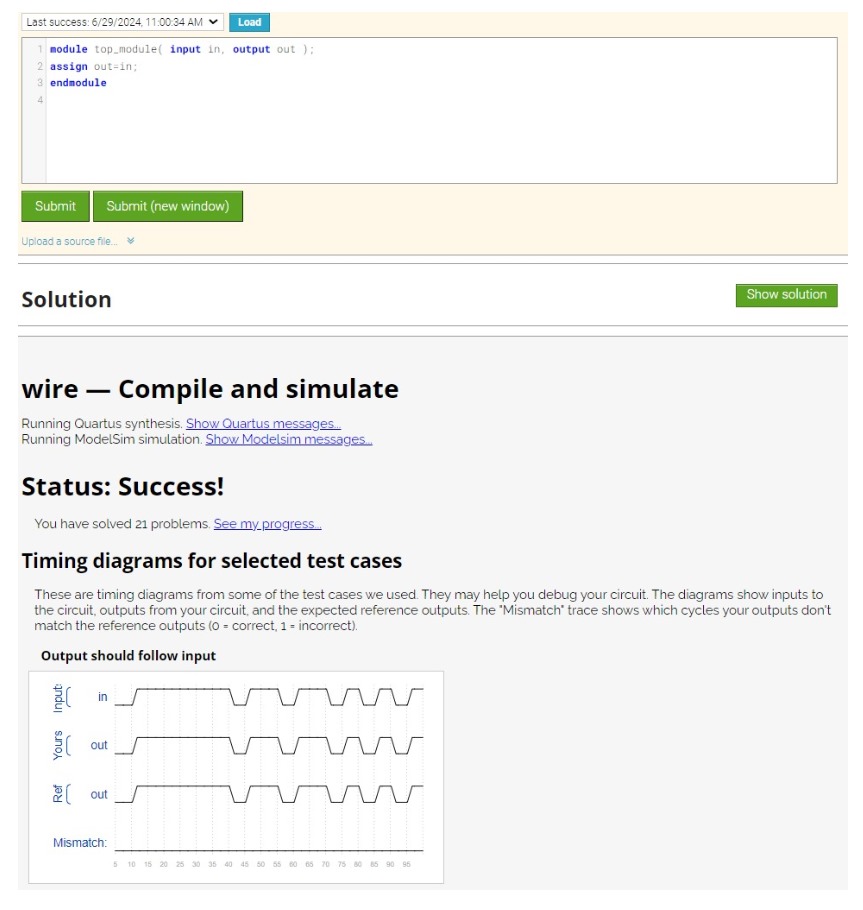 Last success: 6/29/2024, 11:00:34 AM Load
1 module top_module( input in, output out );
2 assign out=in;
3 endmodule
4
Submit Submit (new window)
Upload a source file...
Solution Show solution
wire — Compile and simulate
Running Quartus synthesis. Show Quartus messages...
Running ModelSim simulation. Show Modelsim messages...
Status: Success!
You have solved 21 problems. See my progress...
Timing diagrams for selected test cases
These are timing diagrams from some of the test cases we used. They may help you debug your circuit. The diagrams show inputs to
the circuit, outputs from your circuit, and the expected reference outputs. The "Mismatch" trace shows which cycles your outputs don't
match the reference outputs (0 = correct, 1 = incorrect).
Output should follow input
Inputs in
Yours out
Ref out
Mismatch:
5 10 15 20 25 30 35 40 45 50 55 60 65 70 75 80 85 90 95